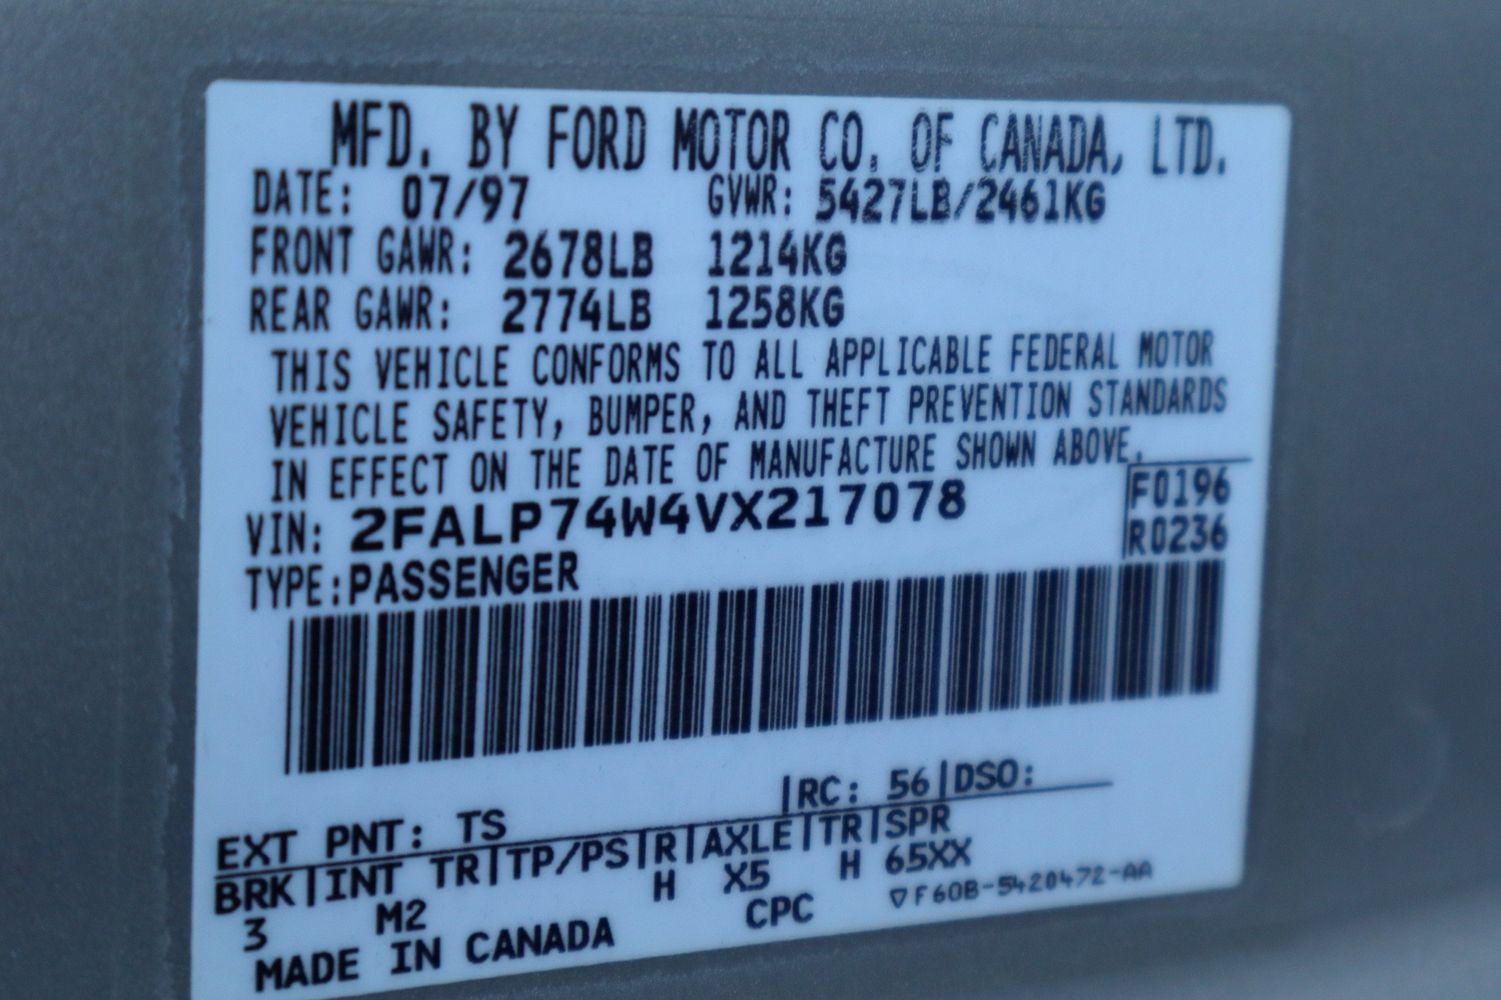 MFD. BY FORD MOTOR CO. OF CANADA, LTD.
DATE: 07/97 GVWR: 5427LB/2461KG
FRONT GAWR: 2678LB 1214KG
REAR GAWR: 2774LB 1258KG
THIS VEHICLE CONFORMS TO ALL APPLICABLE FEDERAL MOTOR
VEHICLE SAFETY, BUMPER, AND THEFT PREVENTION STANDARDS
IN EFFECT ON THE DATE OF MANUFACTURE SHOWN ABOVE.
VIN: 2FALP74W4VX217078
F0196
R0236
TYPE:PASSENGER
EXT PNT: TS |RC: 56|DSO:
BRK|INT TR|TP/PS|R|AXLE|TR|SPR
3 M2 H X5 H 65XX
MADE IN CANADA CPC ▽F60B-5420472-AA